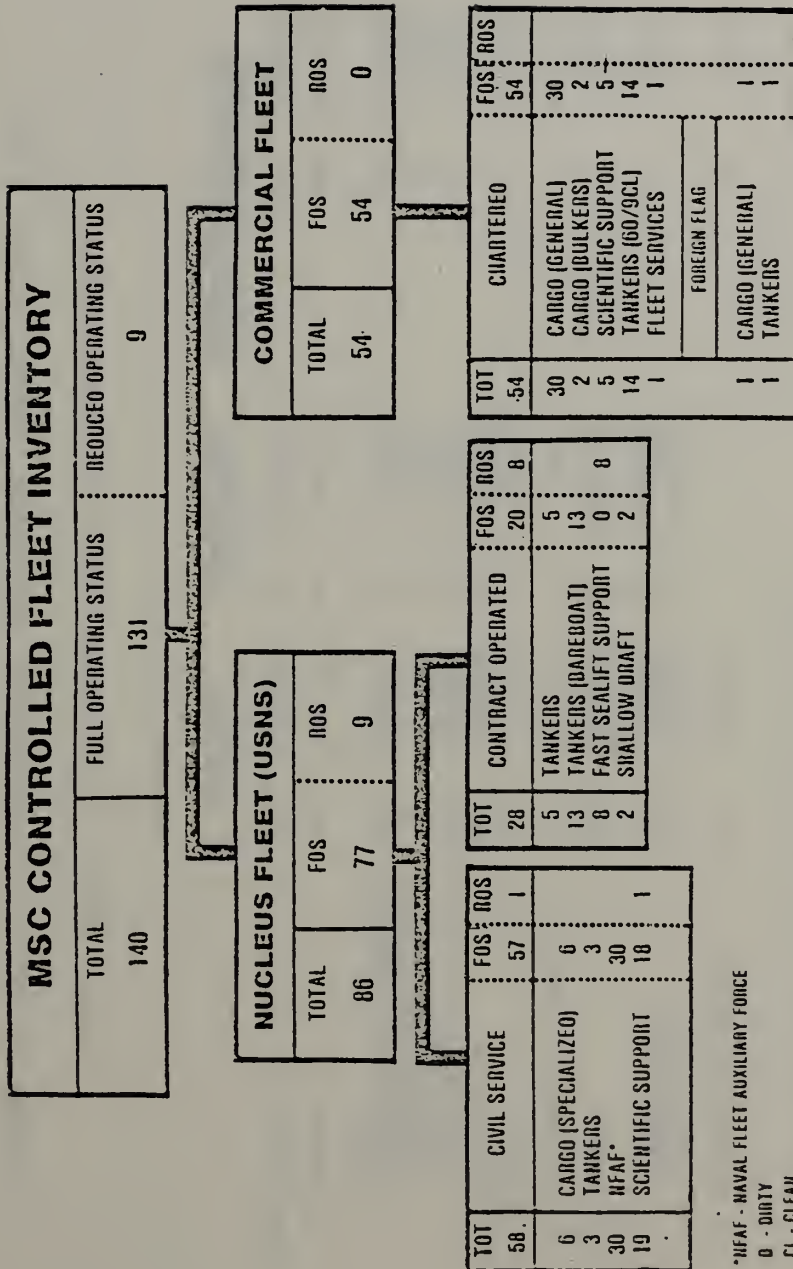 MSC CONTROLLED FLEET INVENTORY
TOTAL FULL OPERATING STATUS REDUCED OPERATING STATUS
140 131 9
NUCLEUS FLEET (USNS)
TOTAL FOS ROS
86 77 9
COMMERCIAL FLEET
TOTAL FOS ROS
54 54 0
TOT CIVIL SERVICE FOS ROS
58 57 1
6 CARGO (SPECIALIZED) 6
3 TANKERS 3
30 NFAF* 30
19 SCIENTIFIC SUPPORT 18 1
TOT CONTRACT OPERATED FOS ROS
28 20 8
5 TANKERS 5
13 TANKERS (BAREBOAT) 13
8 FAST SEALIFT SUPPORT 0 8
2 SHALLOW DRAFT 2
TOT CHARTERED FOS ROS
54 54
30 CARGO (GENERAL) 30
2 CARGO (BULKERS) 2
5 SCIENTIFIC SUPPORT 5
14 TANKERS (6D/9CL) 14
1 FLEET SERVICES 1
FOREIGN FLAG
1 CARGO (GENERAL) 1
1 TANKERS 1
*NFAF - NAVAL FLEET AUXILIARY FORCE
D - DIRTY
CL - CLEAN